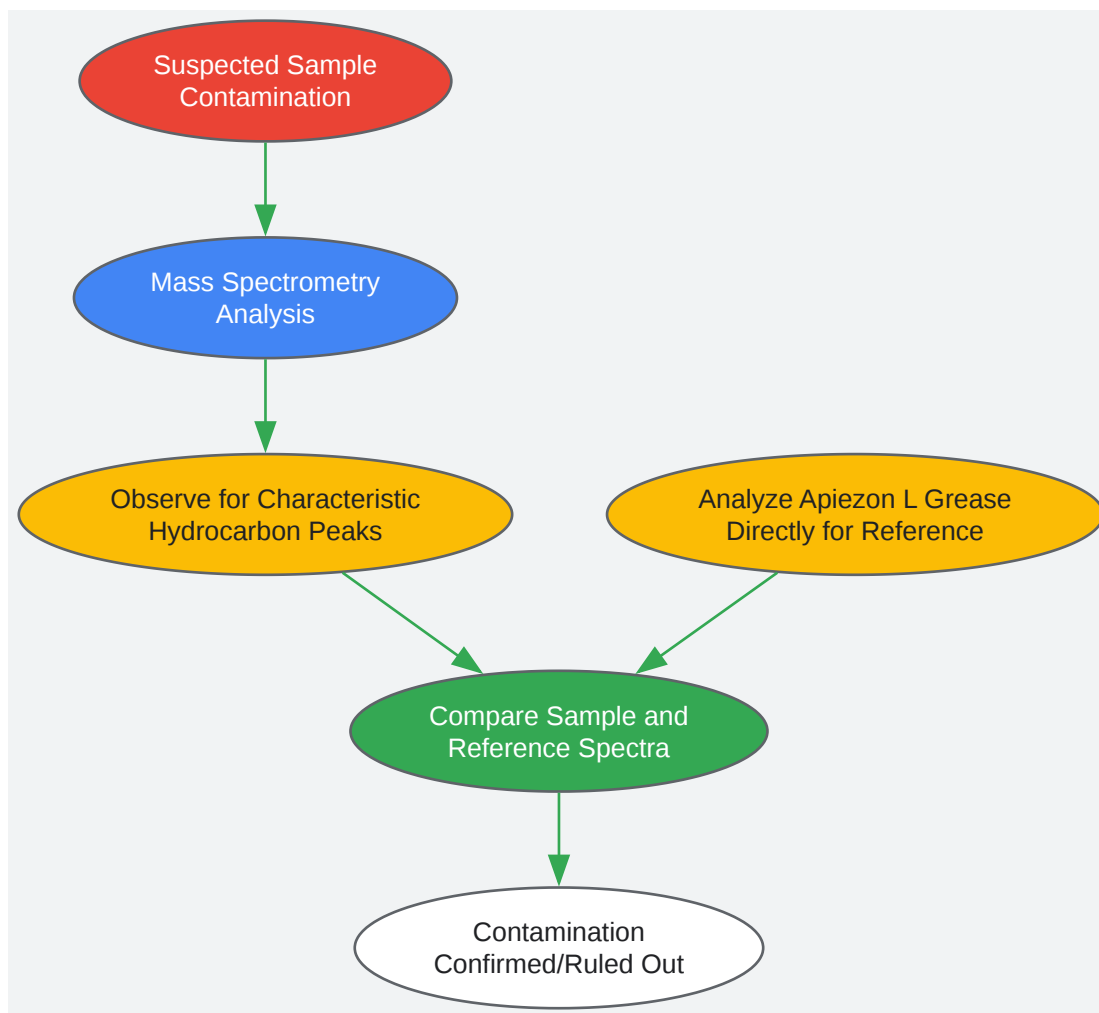 Suspected Sample
Contamination
Mass Spectrometry
Analysis
Observe for Characteristic
Hydrocarbon Peaks
Analyze Apiezon L Grease
Directly for Reference
Compare Sample and
Reference Spectra
Contamination
Confirmed/Ruled Out